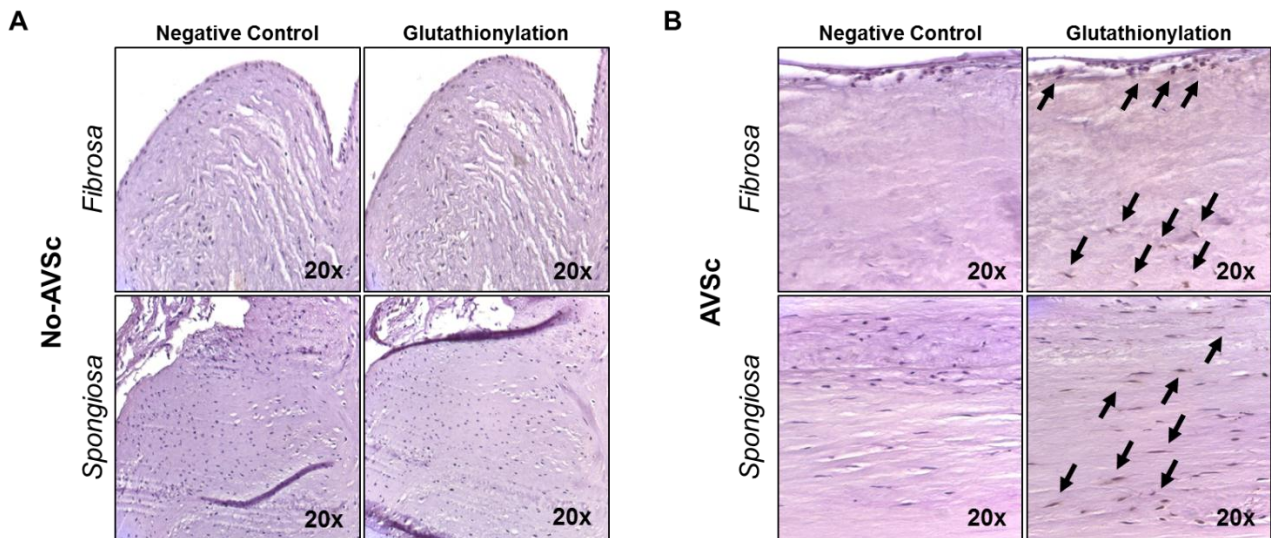 A
Negative Control
Glutathionylation
No-AVSc
Fibrosa
20x
20x
Spongiosa
20x
20x
B
Negative Control
Glutathionylation
AVSc
Fibrosa
20x
Spongiosa
20x
20x